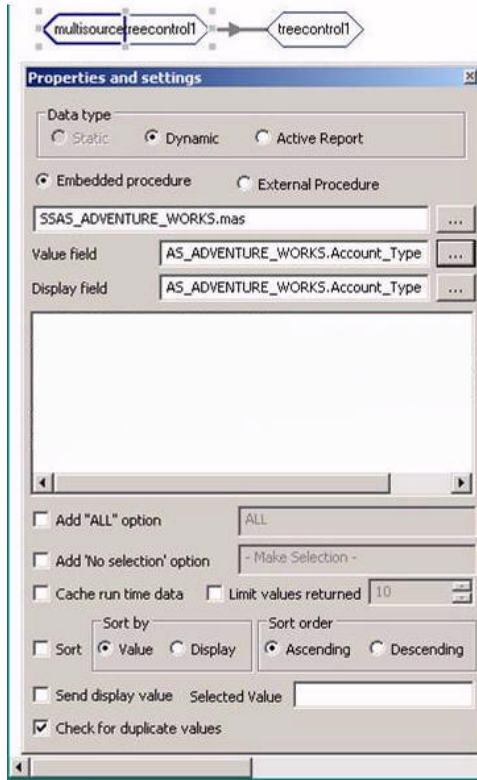 multisourcetreecontrol1 treecontrol1
Properties and settings
Data type
Static Dynamic Active Report
Embedded procedure External Procedure
SSAS_ADVENTURE_WORKS.mas ...
Value field AS_ADVENTURE_WORKS.Account_Type ...
Display field AS_ADVENTURE_WORKS.Account_Type ...
Add "ALL" option ALL
Add 'No selection' option - Make Selection -
Cache run time data Limit values returned 10
Sort by Sort order
Sort Value Display Ascending Descending
Send display value Selected Value
Check for duplicate values